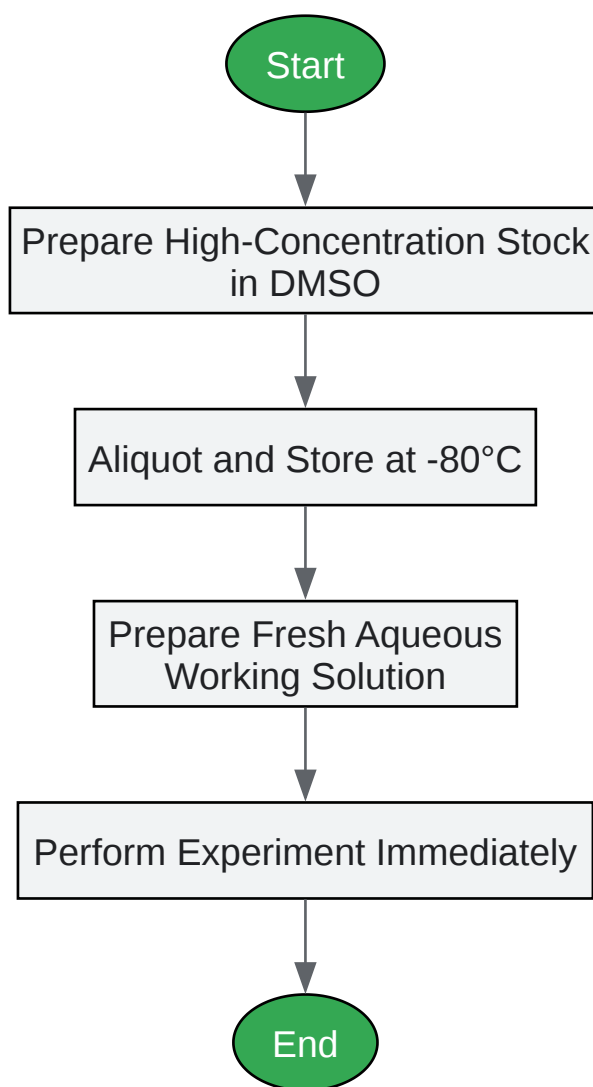 Start
Prepare High-Concentration Stock
in DMSO
Aliquot and Store at -80°C
Prepare Fresh Aqueous
Working Solution
Perform Experiment Immediately
End